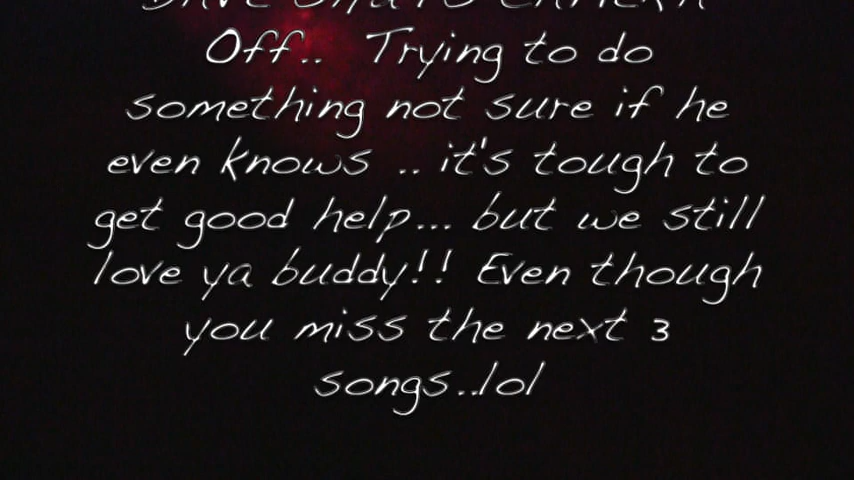 Off.. Trying to do
something not sure if he
even knows .. it's tough to
get good help... but we still
love ya buddy!! Even though
you miss the next 3
songs..lol